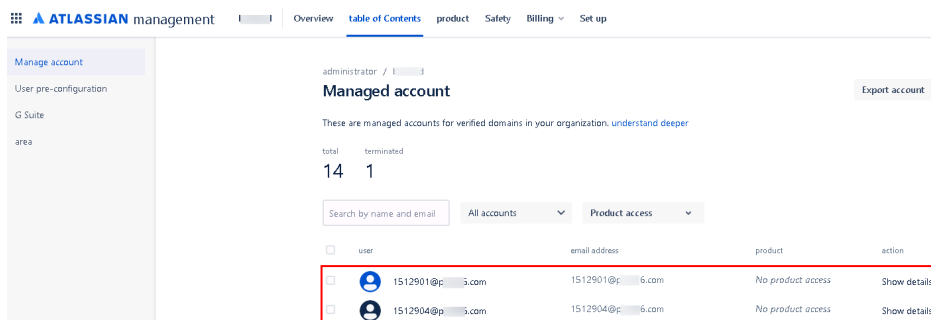 ATLASSIAN management Overview table of Contents product Safety Billing Set up
Manage account
User pre-configuration
G Suite
area
administrator /
Managed account
Export account
These are managed accounts for verified domains in your organization. understand deeper
total terminated
14 1
Search by name and email All accounts Product access
user email address product action
1512901@p 6.com 1512901@p 6.com No product access Show details
1512904@p 6.com 1512904@p 6.com No product access Show details